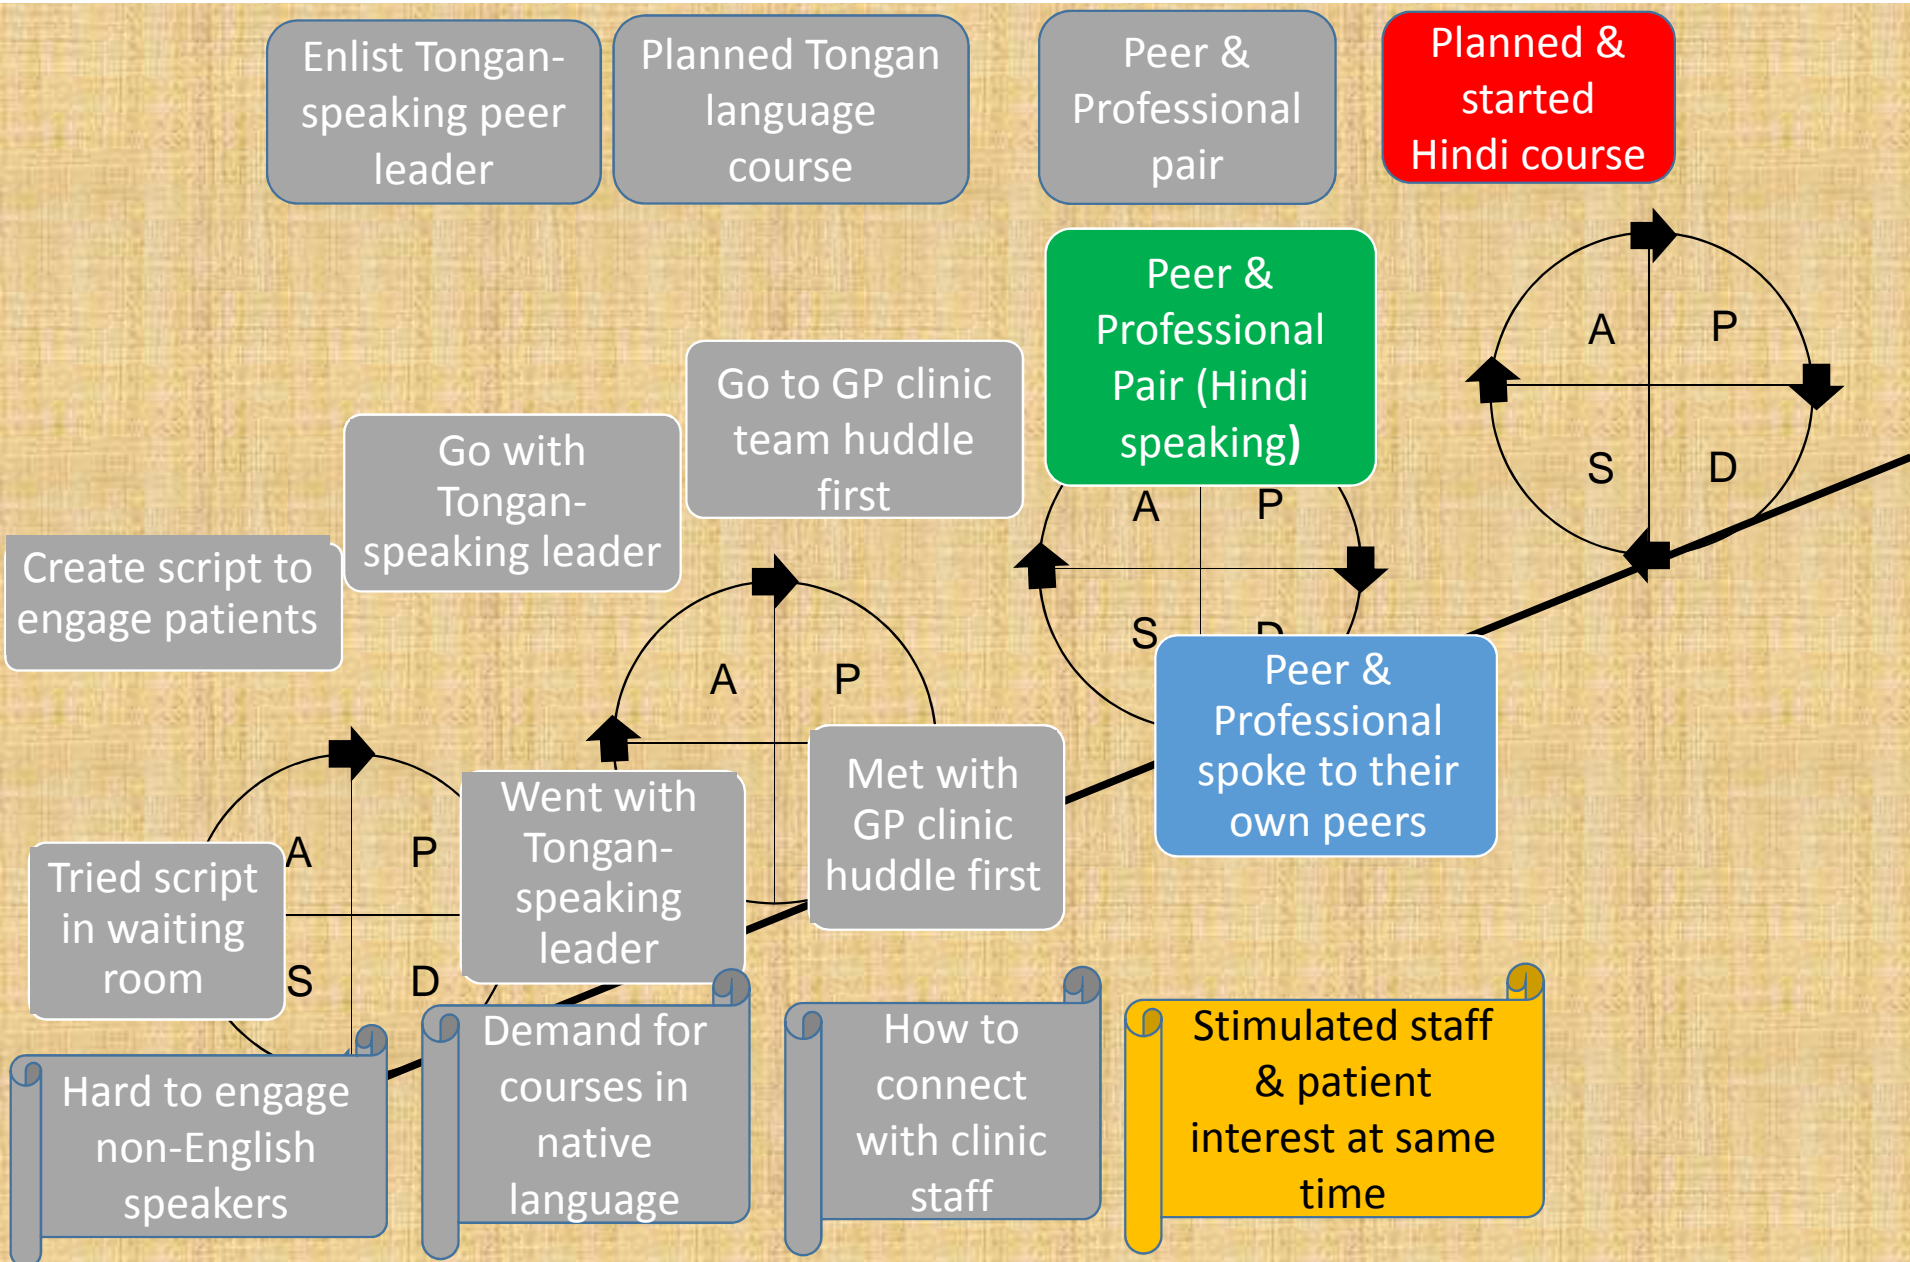 Enlist Tongan-
speaking peer
leader
Planned Tongan
language
course
Peer &
Professional
pair
Planned &
started
Hindi course
Create script to
engage patients
Go with
Tongan-
speaking leader
Go to GP clinic
team huddle
first
Peer &
Professional
Pair (Hindi
speaking)
A P
S D
A P
S D
A P
A P
S D
Tried script
in waiting
room
Went with
Tongan-
speaking
leader
Met with
GP clinic
huddle first
Peer &
Professional
spoke to their
own peers
Hard to engage
non-English
speakers
Demand for
courses in
native
language
How to
connect
with clinic
staff
Stimulated staff
& patient
interest at same
time